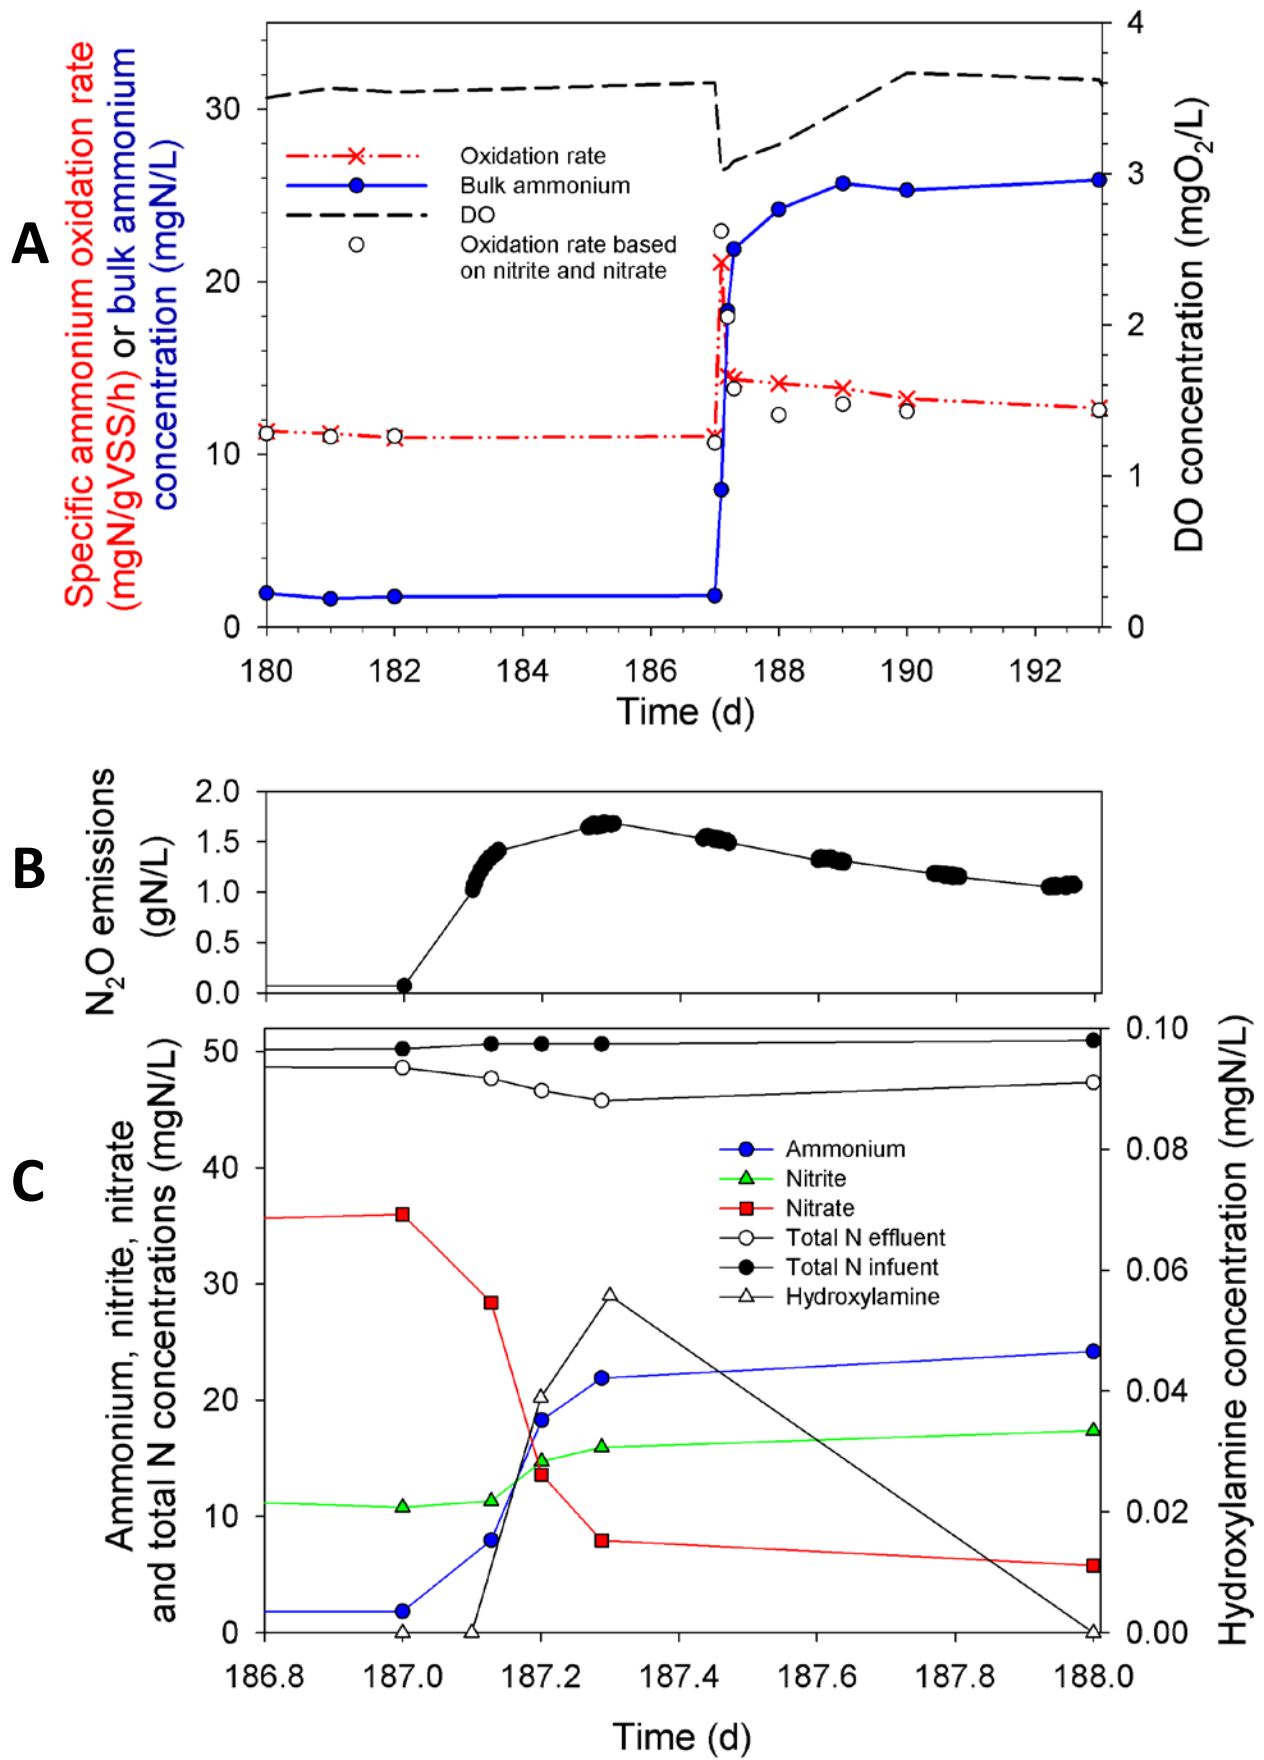 A
Specific ammonium oxidation rate
(mgN/gVSS/h) or bulk ammonium
concentration (mgN/L)
30
20
10
0
4
3
2
1
0
DO concentration (mgO2/L)
Oxidation rate
Bulk ammonium
DO
Oxidation rate based
on nitrite and nitrate
180 182 184 186 188 190 192
Time (d)
B
N2O emissions
(gN/L)
2.0
1.5
1.0
0.5
0.0
C
Ammonium, nitrite, nitrate
and total N concentrations (mgN/L)
50
40
30
20
10
0
0.10
0.08
0.06
0.04
0.02
0.00
Hydroxylamine concentration (mgN/L)
Ammonium
Nitrite
Nitrate
Total N effluent
Total N infuent
Hydroxylamine
186.8 187.0 187.2 187.4 187.6 187.8 188.0
Time (d)